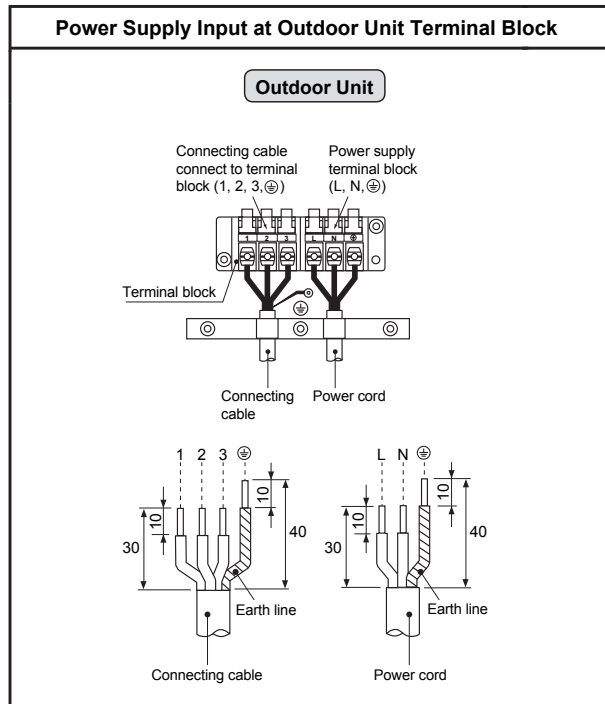 Power Supply Input at Outdoor Unit Terminal Block
Outdoor Unit
Connecting cable
connect to terminal
block (1, 2, 3, ⏚)
Power supply
terminal block
(L, N, ⏚)
1 2 3 L N ⏚
Terminal block
⏚
Connecting
cable
Power cord
1 2 3 ⏚
10
10
30
40
Earth line
Connecting cable
L N ⏚
10
10
30
40
Earth line
Power cord